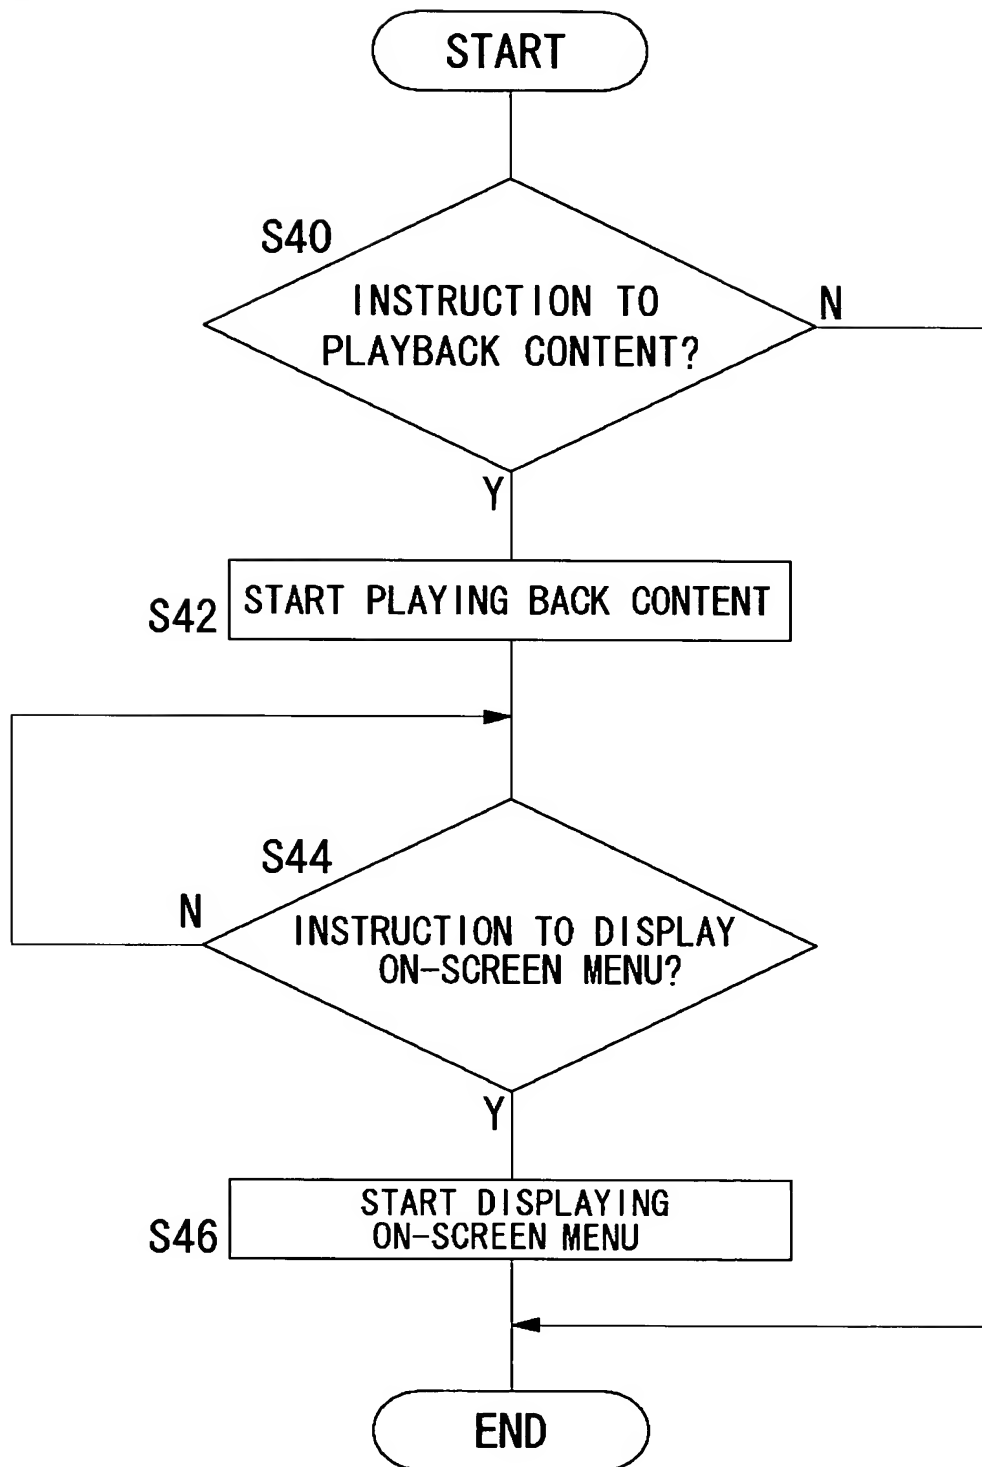 START
S40
INSTRUCTION TO
PLAYBACK CONTENT?
N
Y
S42
START PLAYING BACK CONTENT
S44
N
INSTRUCTION TO DISPLAY
ON-SCREEN MENU?
Y
START DISPLAYING
ON-SCREEN MENU
S46
END